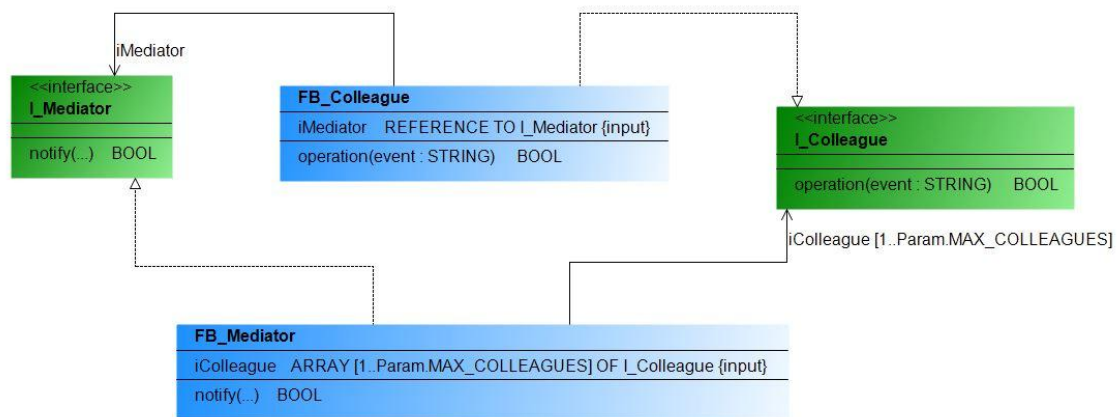 iMediator
<<interface>>
I_Mediator
notify(...) BOOL
FB_Colleague
iMediator REFERENCE TO I_Mediator {input}
operation(event : STRING) BOOL
<<interface>>
I_Colleague
operation(event : STRING) BOOL
iColleague [1..Param.MAX_COLLEAGUES]
FB_Mediator
iColleague ARRAY [1..Param.MAX_COLLEAGUES] OF I_Colleague {input}
notify(...) BOOL